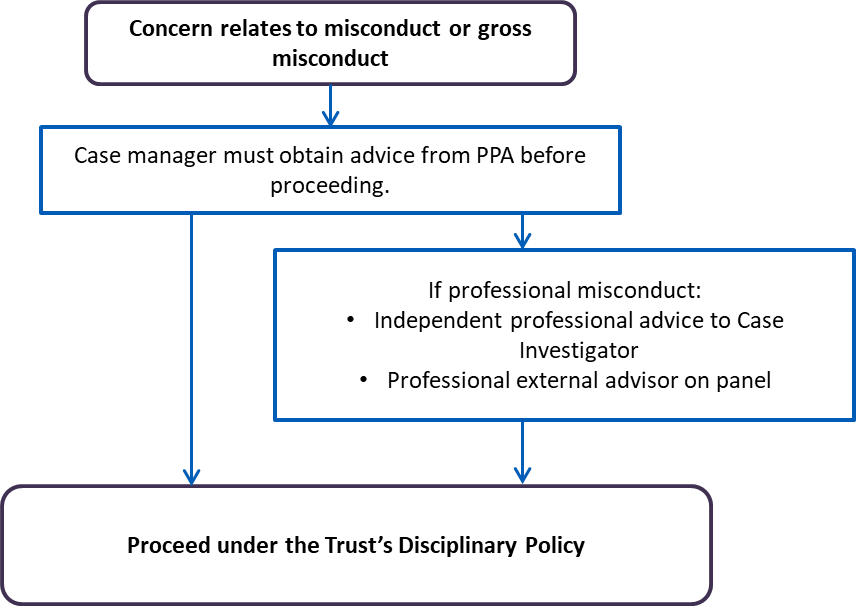 Concern relates to misconduct or gross
misconduct
Case manager must obtain advice from PPA before
proceeding.
If professional misconduct:
• Independent professional advice to Case
Investigator
• Professional external advisor on panel
Proceed under the Trust’s Disciplinary Policy